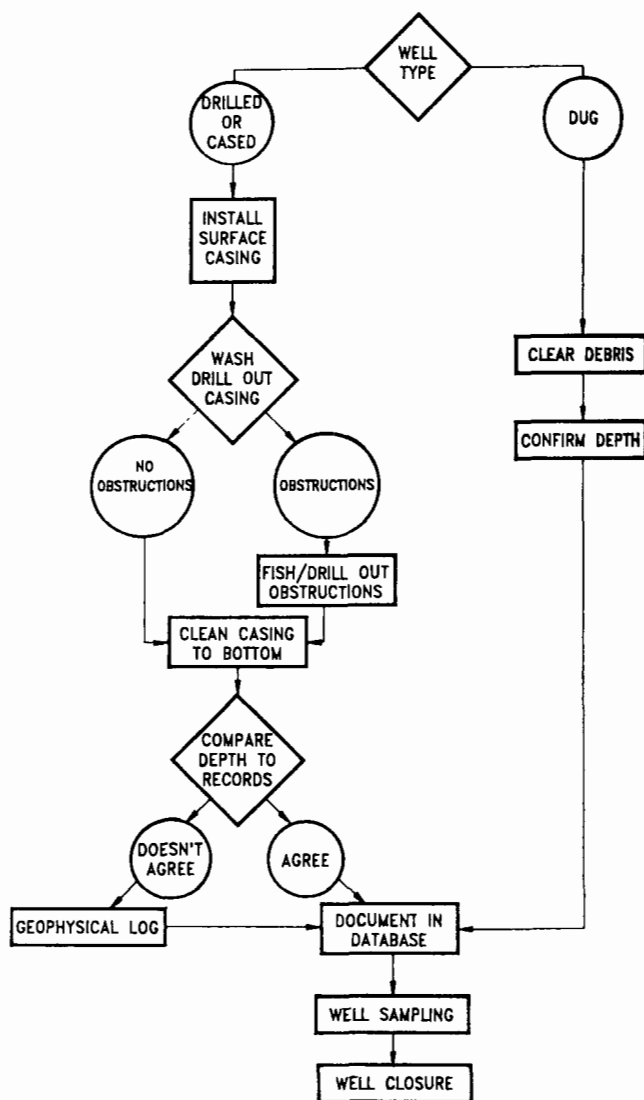 WELL
TYPE
DRILLED
OR
CASED
DUG
INSTALL
SURFACE
CASING
WASH
DRILL OUT
CASING
CLEAR DEBRIS
CONFIRM DEPTH
NO
OBSTRUCTIONS
OBSTRUCTIONS
FISH/DRILL OUT
OBSTRUCTIONS
CLEAN CASING
TO BOTTOM
COMPARE
DEPTH TO
RECORDS
DOESN'T
AGREE
AGREE
GEOPHYSICAL LOG
DOCUMENT IN
DATABASE
WELL SAMPLING
WELL CLOSURE